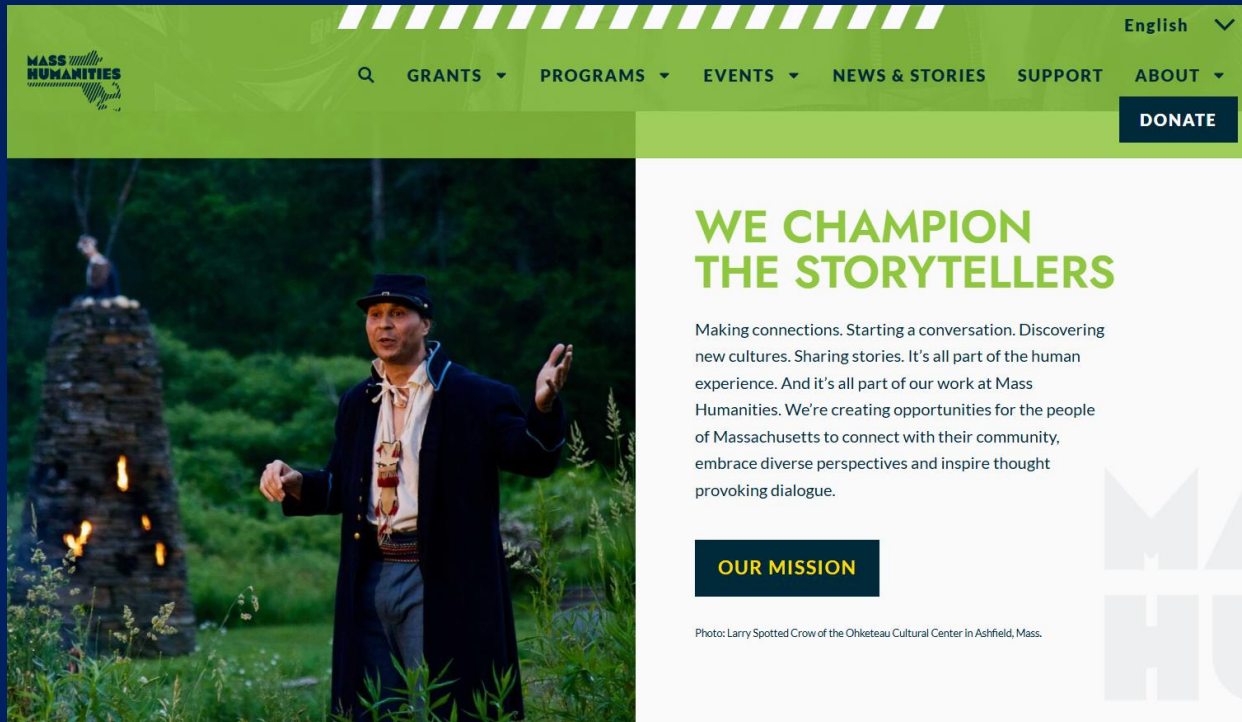 English
MASS
HUMANITIES
GRANTS
PROGRAMS
EVENTS
NEWS & STORIES
SUPPORT
ABOUT
DONATE
WE CHAMPION
THE STORYTELLERS
Making connections. Starting a conversation. Discovering
new cultures. Sharing stories. It’s all part of the human
experience. And it’s all part of our work at Mass
Humanities. We’re creating opportunities for the people
of Massachusetts to connect with their community,
embrace diverse perspectives and inspire thought
provoking dialogue.
OUR MISSION
Photo: Larry Spotted Crow of the Ohketeau Cultural Center in Ashfield, Mass.